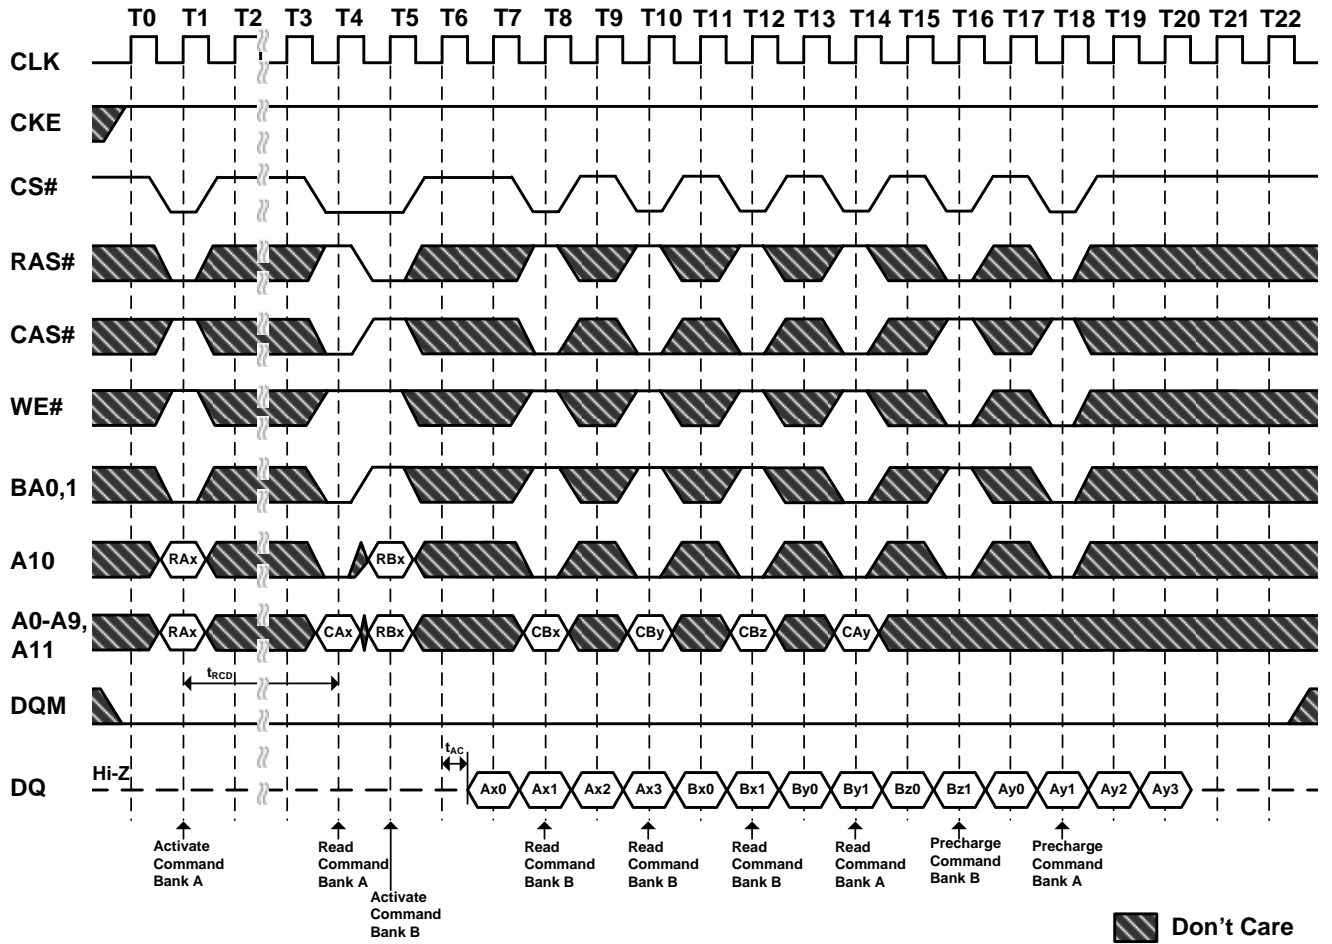 T0 T1 T2 T3 T4 T5 T6 T7 T8 T9 T10 T11 T12 T13 T14 T15 T16 T17 T18 T19 T20 T21 T22
CLK
CKE
CS#
RAS#
CAS#
WE#
BA0,1
A10
RAx RBx
A0-A9,
A11
RAx CAx RBx CBx CBy CBz CAy
tRCD
DQM
tAC
Hi-Z
DQ
Ax0 Ax1 Ax2 Ax3 Bx0 Bx1 By0 By1 Bz0 Bz1 Ay0 Ay1 Ay2 Ay3
Activate
Command
Bank A
Read
Command
Bank A
Activate
Command
Bank B
Read
Command
Bank B
Read
Command
Bank B
Read
Command
Bank B
Read
Command
Bank A
Precharge
Command
Bank B
Precharge
Command
Bank A
Don't Care